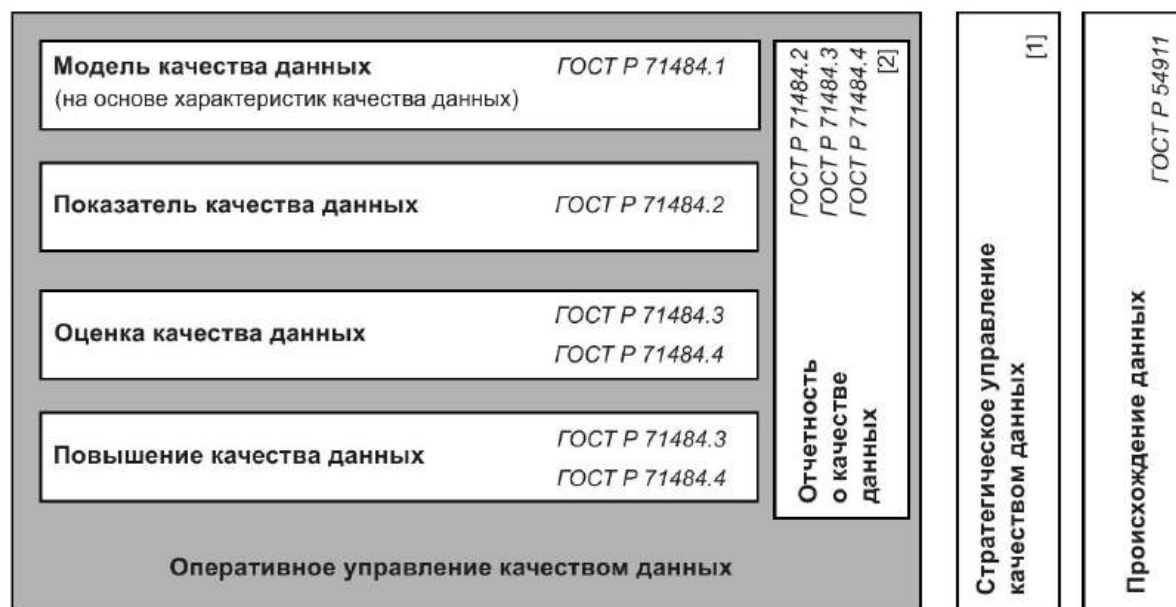 Модель качества данных ГОСТ Р 71484.1
(на основе характеристик качества данных)
Показатель качества данных ГОСТ Р 71484.2
Оценка качества данных ГОСТ Р 71484.3
ГОСТ Р 71484.4
Повышение качества данных ГОСТ Р 71484.3
ГОСТ Р 71484.4
Оперативное управление качеством данных
Отчетность
о качестве
данных
ГОСТ Р 71484.2
ГОСТ Р 71484.3
ГОСТ Р 71484.4
[2]
Стратегическое управление
качеством данных
[1]
Происхождение данных
ГОСТ Р 54911